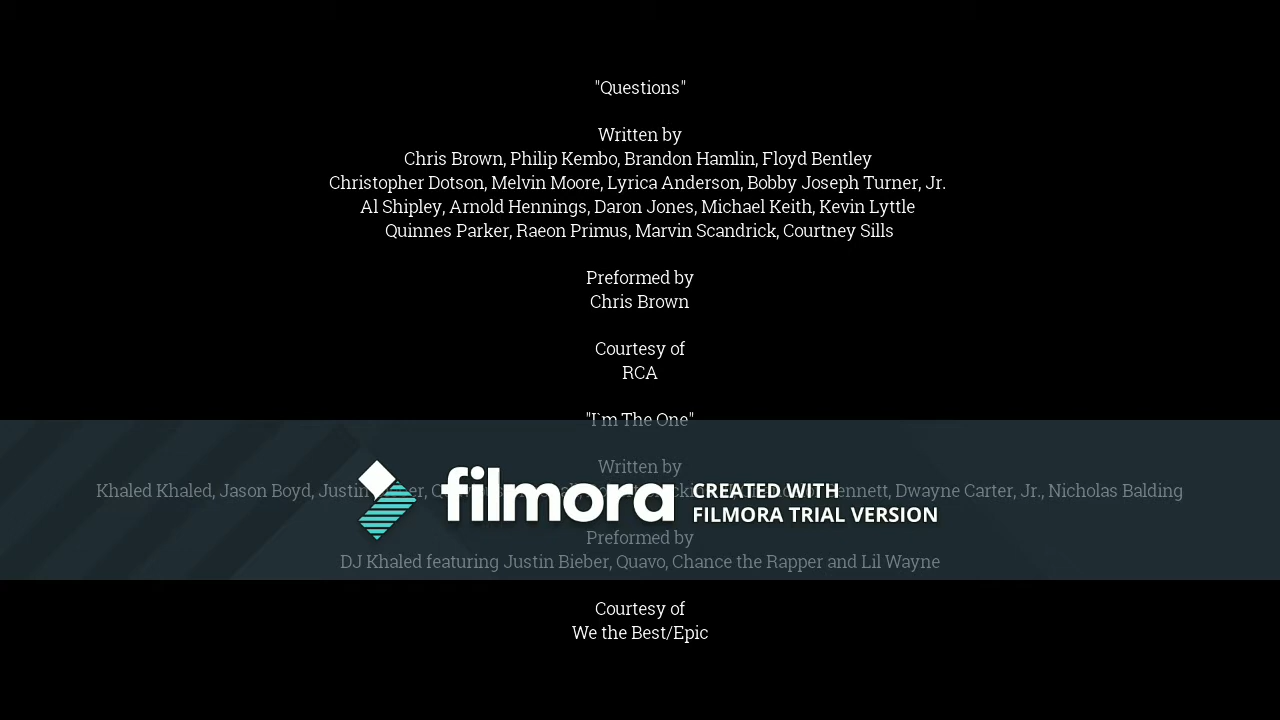 "Questions"
Written by
Chris Brown, Philip Kembo, Brandon Hamlin, Floyd Bentley
Christopher Dotson, Melvin Moore, Lyrica Anderson, Bobby Joseph Turner, Jr.
Al Shipley, Arnold Hennings, Daron Jones, Michael Keith, Kevin Lyttle
Quinnes Parker, Raeon Primus, Marvin Scandrick, Courtney Sills
Preformed by
Chris Brown
Courtesy of
RCA
"I`m The One"
Written by
Khaled Khaled, Jason Boyd, Justin Dwayne Carter, Jr., Nicholas Balding
filmora CREATED WITH
FILMORA TRIAL VERSION
Preformed by
DJ Khaled featuring Justin Bieber, Quavo, Chance the Rapper and Lil Wayne
Courtesy of
We the Best/Epic